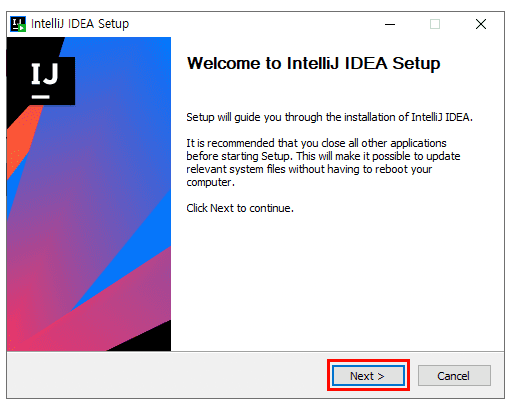 IntelliJ IDEA Setup
IJ
Welcome to IntelliJ IDEA Setup
Setup will guide you through the installation of IntelliJ IDEA.
It is recommended that you close all other applications
before starting Setup. This will make it possible to update
relevant system files without having to reboot your
computer.
Click Next to continue.
Next >
Cancel